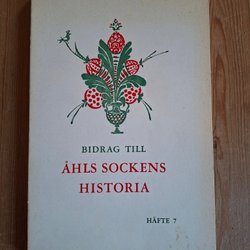 BIDRAG TILL
ÅHLS SOCKENS
HISTORIA
HÄFTE 7